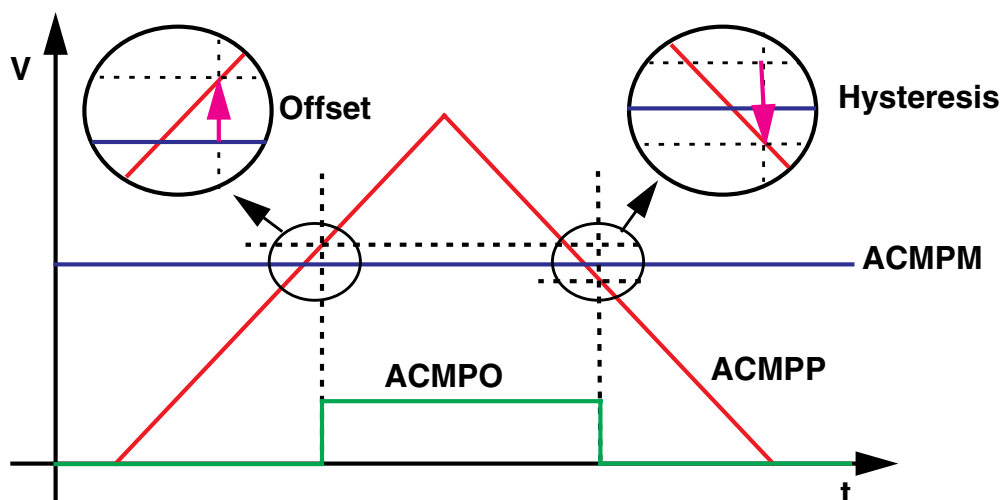 V
Offset
Hysteresis
ACMPM
ACMPP
ACMPO
t